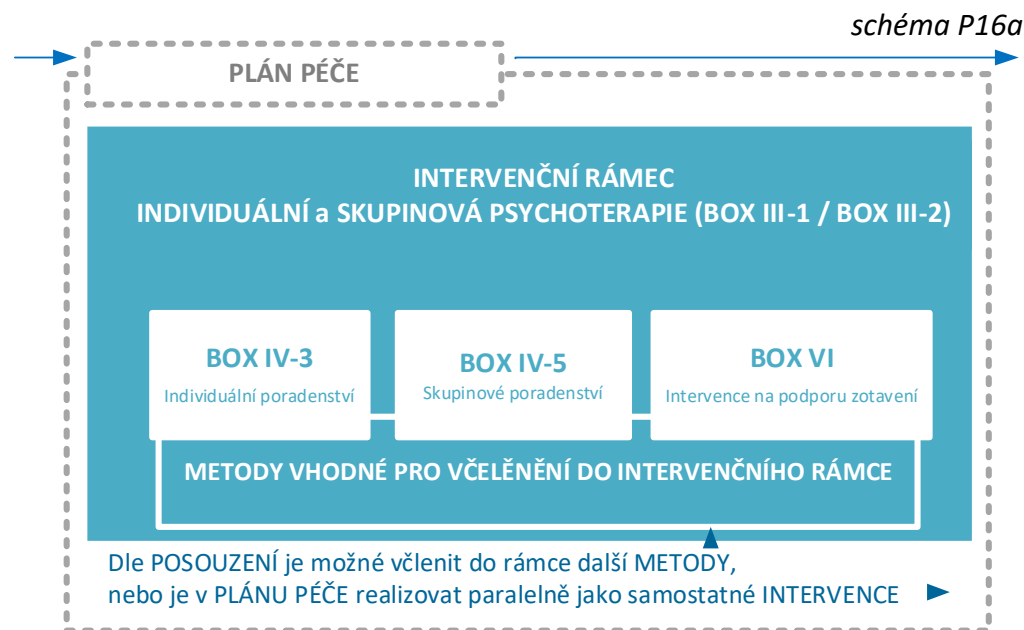 schéma P16a
PLÁN PÉČE
INTERVENČNÍ RÁMEC
INDIVIDUÁLNÍ a SKUPINOVÁ PSYCHOTERAPIE (BOX III-1 / BOX III-2)
BOX IV-3
Individuální poradenství
BOX IV-5
Skupinové poradenství
BOX VI
Intervence na podporu zotavení
METODY VHODNÉ PRO VČELĚNĚNÍ DO INTERVENČNÍHO RÁMCE
Dle POSOUZENÍ je možné včlenit do rámce další METODY,
nebo je v PLÁNU PÉČE realizovat paralelně jako samostatné INTERVENCE